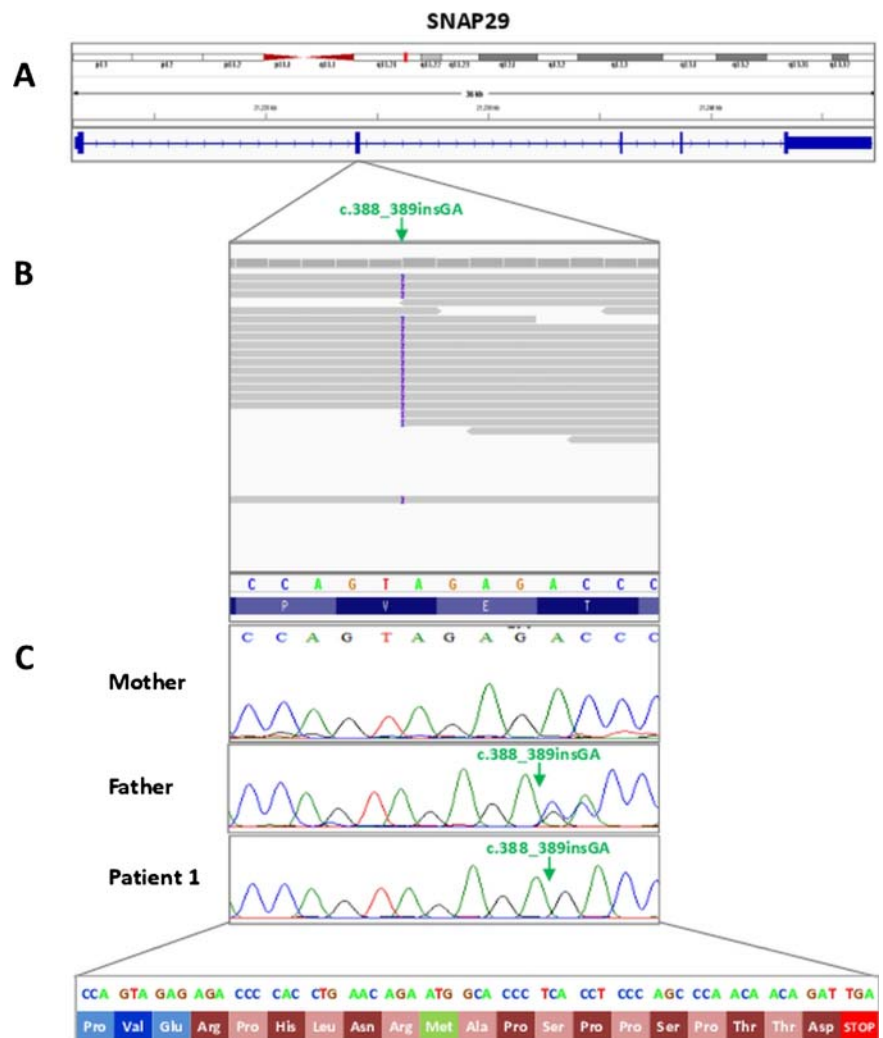 SNAP29
A
36 kb
c.388_389insGA
B
C C A G T A G A G A C C C
P V E T
C
C C A G T A G A G A C C C
Mother
c.388_389insGA
Father
c.388_389insGA
Patient 1
CCA GTA GAG AGA CCC CAC CTG AAC AGA ATG GCA CCC TCA CCT CCC AGC CCA ACA ACA GAT TGA
Pro Val Glu Arg Pro His Leu Asn Arg Met Ala Pro Ser Pro Pro Ser Pro Thr Thr Asp STOP